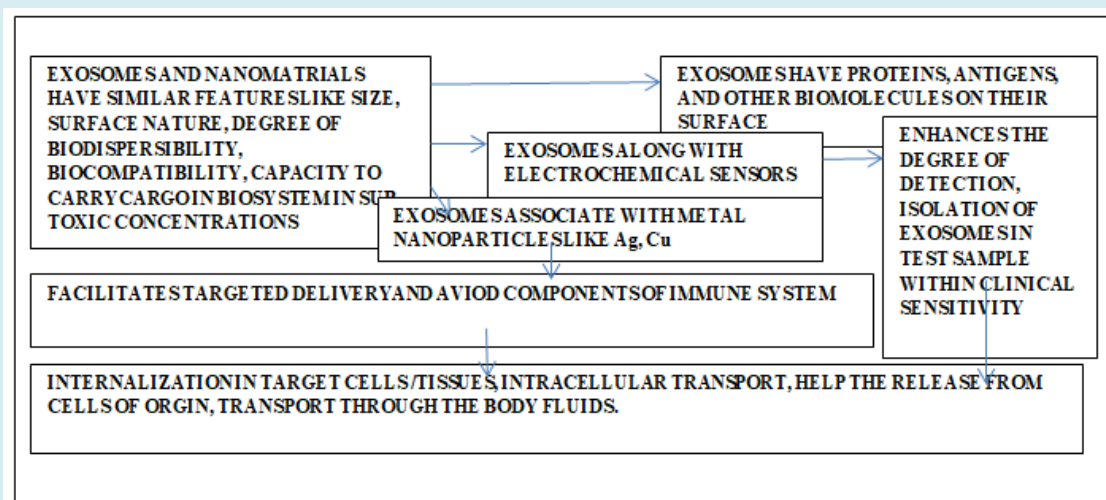 EXOSOMES AND NANOMATRIALS
HAVE SIMILAR FEATURES LIKE SIZE,
SURFACE NATURE, DEGREE OF
BIODISPERSIBILITY,
BIOCOMPATIBILITY, CAPACITY TO
CARRY CARGO IN BIOSYSTEM IN SUB
TOXIC CONCENTRATIONS
EXOSOMES HAVE PROTEINS, ANTIGENS,
AND OTHER BIOMOLECULES ON THEIR
SURFACE
EXOSOMES ALONG WITH
ELECTROCHEMICAL SENSORS
ENHANCES THE
DEGREE OF
DETECTION,
ISOLATION OF
EXOSOMES IN
TEST SAMPLE
WITHIN CLINICAL
SENSITIVITY
EXOSOMES ASSOCIATE WITH METAL
NANOPARTICLES LIKE Ag, Cu
FACILITATES TARGETED DELIVERY AND AVIOD COMPONENTS OF IMMUNE SYSTEM
INTERNALIZATION IN TARGET CELLS /TISSUES, INTRACELLULAR TRANSPORT, HELP THE RELEASE FROM
CELLS OF ORGIN, TRANSPORT THROUGH THE BODY FLUIDS.